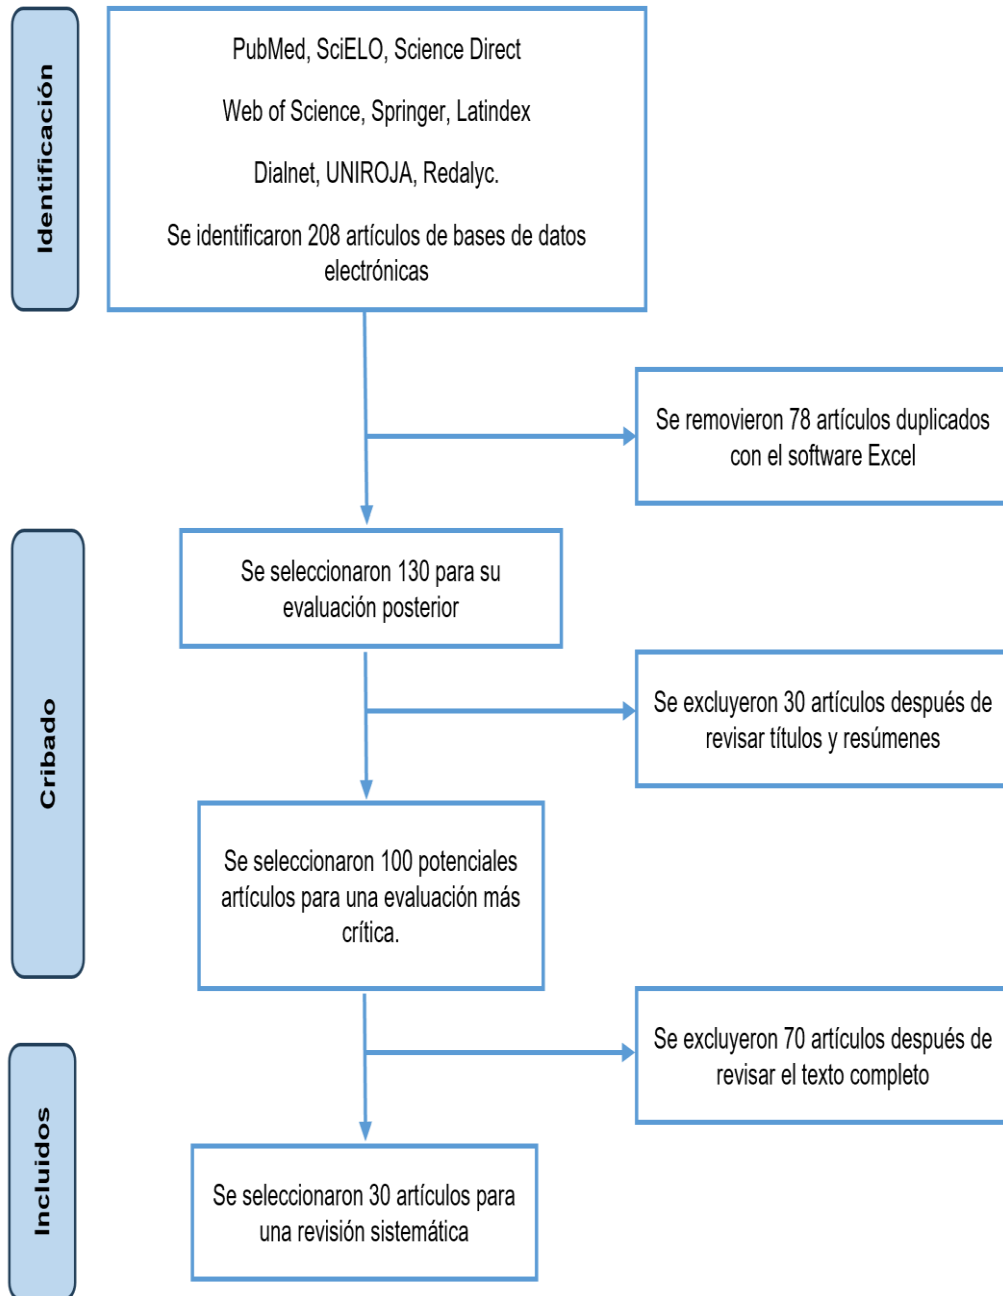 Identificación
PubMed, SciELO, Science Direct
Web of Science, Springer, Latindex
Dialnet, UNIROJA, Redalyc.
Se identificaron 208 artículos de bases de datos
electrónicas
Se removieron 78 artículos duplicados
con el software Excel
Cribado
Se seleccionaron 130 para su
evaluación posterior
Se excluyeron 30 artículos después de
revisar títulos y resúmenes
Se seleccionaron 100 potenciales
artículos para una evaluación más
crítica.
Se excluyeron 70 artículos después de
revisar el texto completo
Incluidos
Se seleccionaron 30 artículos para
una revisión sistemática